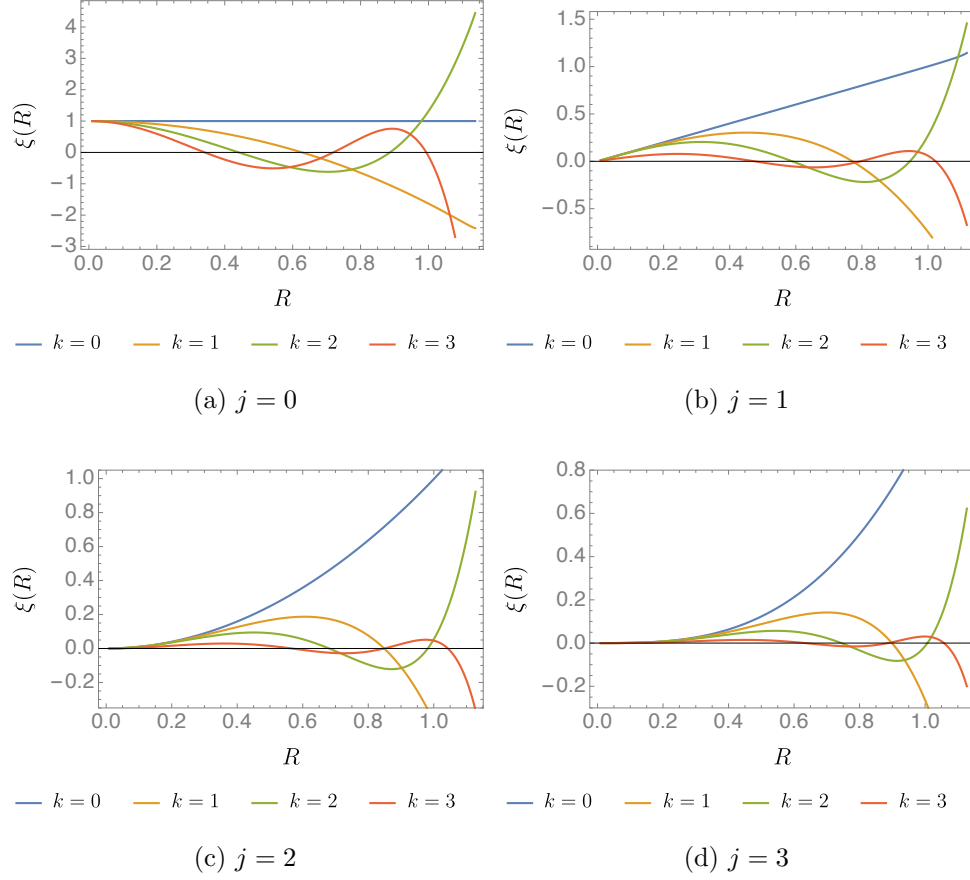 4
3
2
1
0
−1
−2
−3
ξ(R)
0.0 0.2 0.4 0.6 0.8 1.0
R
k = 0 k = 1 k = 2 k = 3
(a) j = 0
1.5
1.0
0.5
0.0
−0.5
ξ(R)
0.0 0.2 0.4 0.6 0.8 1.0
R
k = 0 k = 1 k = 2 k = 3
(b) j = 1
1.0
0.8
0.6
0.4
0.2
0.0
−0.2
ξ(R)
0.0 0.2 0.4 0.6 0.8 1.0
R
k = 0 k = 1 k = 2 k = 3
(c) j = 2
0.8
0.6
0.4
0.2
0.0
−0.2
ξ(R)
0.0 0.2 0.4 0.6 0.8 1.0
R
k = 0 k = 1 k = 2 k = 3
(d) j = 3